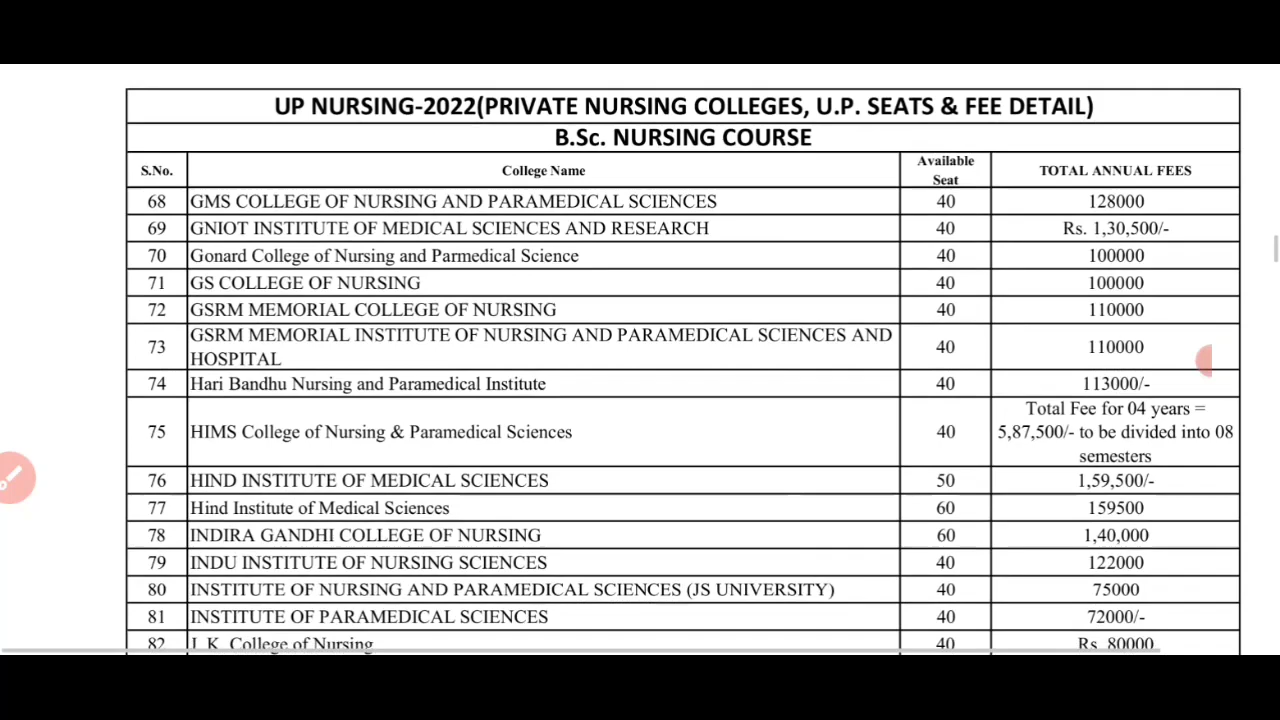 UP NURSING-2022(PRIVATE NURSING COLLEGES, U.P. SEATS & FEE DETAIL)
B.Sc. NURSING COURSE
S.No. College Name Available Seat TOTAL ANNUAL FEES
68 GMS COLLEGE OF NURSING AND PARAMEDICAL SCIENCES 40 128000
69 GNIOT INSTITUTE OF MEDICAL SCIENCES AND RESEARCH 40 Rs. 1,30,500/-
70 Gonard College of Nursing and Parmedical Science 40 100000
71 GS COLLEGE OF NURSING 40 100000
72 GSRM MEMORIAL COLLEGE OF NURSING 40 110000
73 GSRM MEMORIAL INSTITUTE OF NURSING AND PARAMEDICAL SCIENCES AND
HOSPITAL 40 110000
74 Hari Bandhu Nursing and Paramedical Institute 40 113000/-
75 HIMS College of Nursing & Paramedical Sciences 40 Total Fee for 04 years =
5,87,500/- to be divided into 08
semesters
76 HIND INSTITUTE OF MEDICAL SCIENCES 50 1,59,500/-
77 Hind Institute of Medical Sciences 60 159500
78 INDIRA GANDHI COLLEGE OF NURSING 60 1,40,000
79 INDU INSTITUTE OF NURSING SCIENCES 40 122000
80 INSTITUTE OF NURSING AND PARAMEDICAL SCIENCES (JS UNIVERSITY) 40 75000
81 INSTITUTE OF PARAMEDICAL SCIENCES 40 72000/-
82 J. K. College of Nursing 40 Rs. 80000